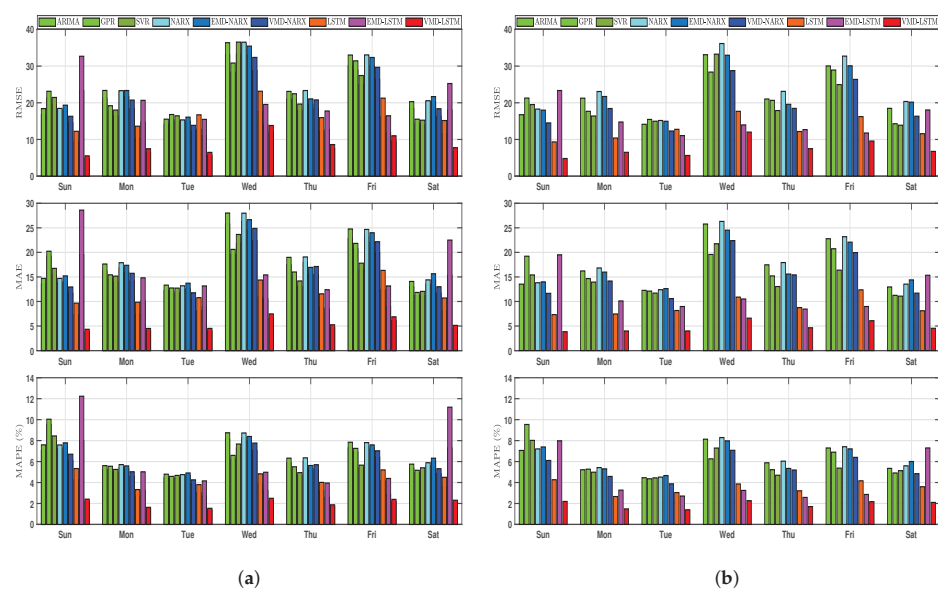 ARIMA GPR SVR NARX EMD-NARX VMD-NARX LSTM EMD-LSTM VMD-LSTM
ARIMA GPR SVR NARX EMD-NARX VMD-NARX LSTM EMD-LSTM VMD-LSTM
40
30
20
10
0
RMSE
Sun Mon Tue Wed Thu Fri Sat
40
30
20
10
0
RMSE
Sun Mon Tue Wed Thu Fri Sat
30
25
20
15
10
5
0
MAE
Sun Mon Tue Wed Thu Fri Sat
30
25
20
15
10
5
0
MAE
Sun Mon Tue Wed Thu Fri Sat
14
12
10
8
6
4
2
0
MAPE (%)
Sun Mon Tue Wed Thu Fri Sat
14
12
10
8
6
4
2
0
MAPE (%)
Sun Mon Tue Wed Thu Fri Sat
(a) (b)